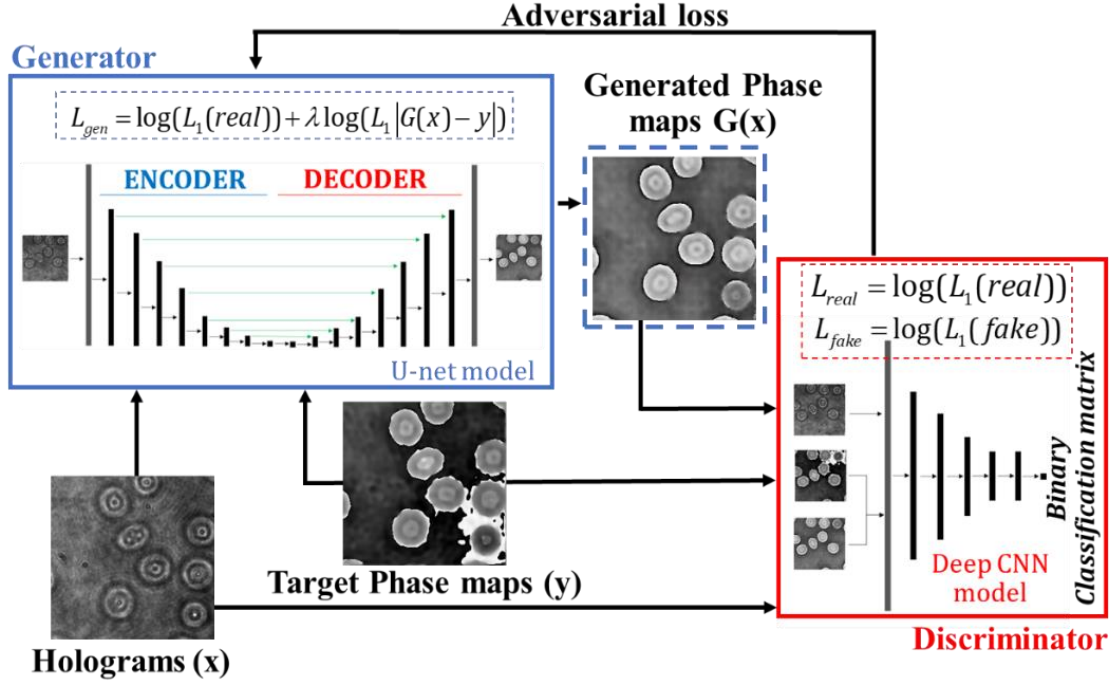 Adversarial loss
Generator
L_gen = log(L_1(real)) + λ log(L_1|G(x) − y|)
ENCODER DECODER
U-net model
Generated Phase
maps G(x)
L_real = log(L_1(real))
L_fake = log(L_1(fake))
Binary
Classification matrix
Deep CNN
model
Discriminator
Target Phase maps (y)
Holograms (x)